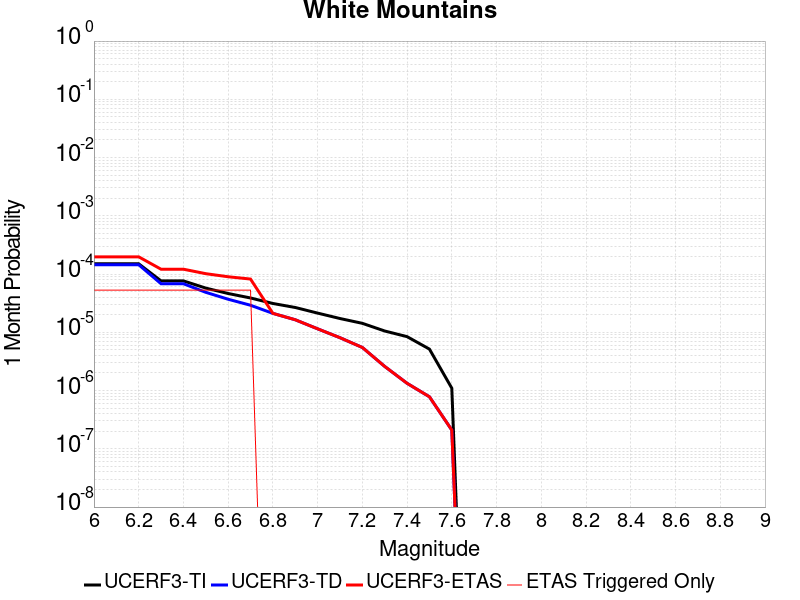 White Mountains
10^0
10^-1
10^-2
10^-3
10^-4
10^-5
10^-6
10^-7
10^-8
1 Month Probability
6 6.2 6.4 6.6 6.8 7 7.2 7.4 7.6 7.8 8 8.2 8.4 8.6 8.8 9
Magnitude
UCERF3-TI UCERF3-TD UCERF3-ETAS ETAS Triggered Only